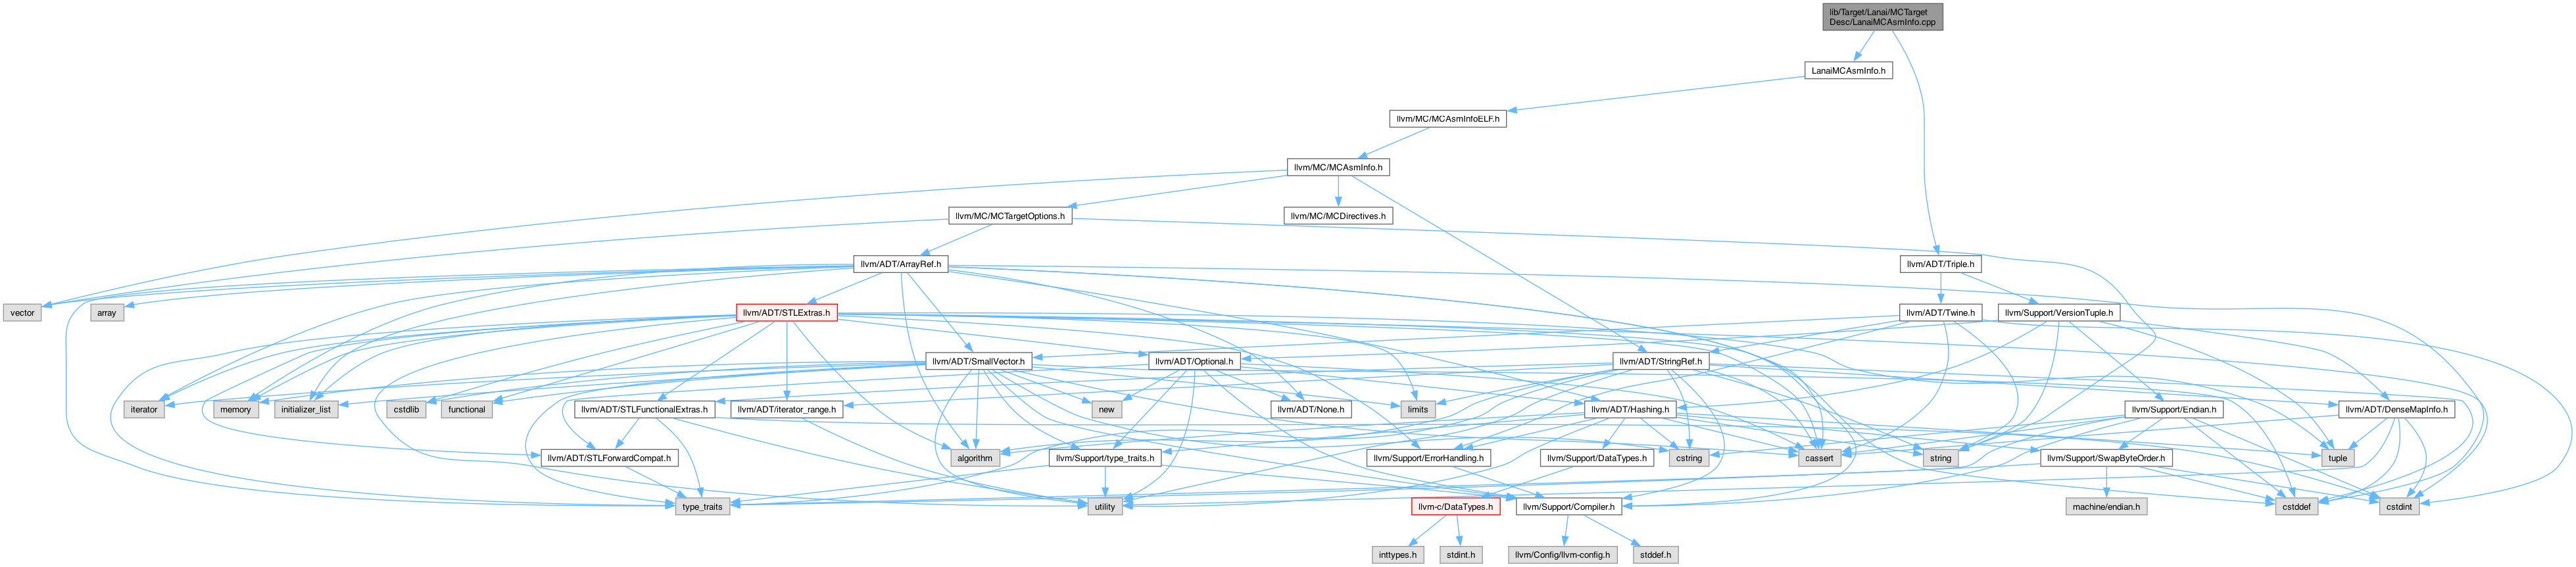 lib/Target/Lanai/MCTarget
Desc/LanaiMCAsmInfo.cpp
LanaiMCAsmInfo.h
llvm/MC/MCAsmInfoELF.h
llvm/MC/MCAsmInfo.h
llvm/MC/MCTargetOptions.h
llvm/MC/MCDirectives.h
llvm/ADT/ArrayRef.h
llvm/ADT/Triple.h
vector
array
llvm/ADT/STLExtras.h
llvm/ADT/Twine.h
llvm/Support/VersionTuple.h
llvm/ADT/SmallVector.h
llvm/ADT/Optional.h
llvm/ADT/StringRef.h
iterator
memory
initializer_list
cstdlib
functional
llvm/ADT/STLFunctionalExtras.h
llvm/ADT/iterator_range.h
new
llvm/ADT/None.h
limits
llvm/ADT/Hashing.h
llvm/Support/Endian.h
llvm/ADT/DenseMapInfo.h
llvm/ADT/STLForwardCompat.h
algorithm
llvm/Support/type_traits.h
cstring
llvm/Support/ErrorHandling.h
llvm/Support/DataTypes.h
cassert
string
llvm/Support/SwapByteOrder.h
tuple
type_traits
utility
llvm-c/DataTypes.h
llvm/Support/Compiler.h
machine/endian.h
cstddef
cstdint
inttypes.h
stdint.h
llvm/Config/llvm-config.h
stddef.h